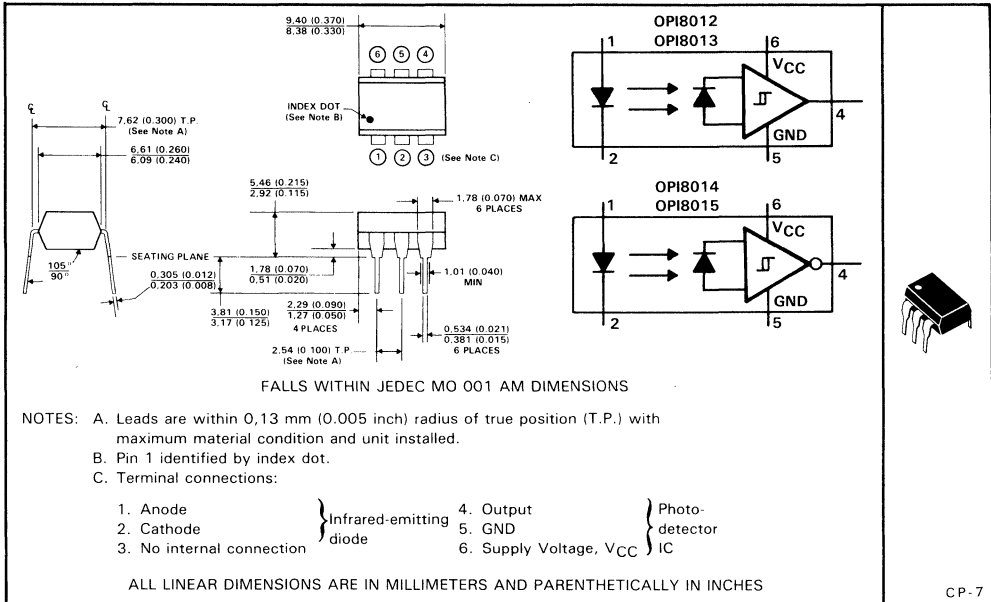 9,40 (0.370)
8,38 (0.330)
6 5 4
INDEX DOT
(See Note B)
1 2 3 (See Note C)
℄ ℄
7.62 (0.300) T.P.
(See Note A)
6,61 (0.260)
6,09 (0.240)
105°
90°
SEATING PLANE
0.305 (0.012)
0.203 (0.008)
5,46 (0.215)
2,92 (0.115)
1,78 (0.070) MAX
6 PLACES
1,78 (0.070)
0.51 (0.020)
1,01 (0.040)
MIN
3,81 (0.150)
3,17 (0 125)
2.29 (0.090)
1.27 (0.050)
4 PLACES
0.534 (0.021)
0.381 (0.015)
6 PLACES
2.54 (0 100) T.P.
(See Note A)
OPI8012
OPI8013
1
6
VCC
4
GND
2
5
OPI8014
OPI8015
1
6
VCC
4
GND
2
5
FALLS WITHIN JEDEC MO 001 AM DIMENSIONS
NOTES: A. Leads are within 0,13 mm (0.005 inch) radius of true position (T.P.) with
maximum material condition and unit installed.
B. Pin 1 identified by index dot.
C. Terminal connections:
1. Anode
2. Cathode
3. No internal connection
Infrared-emitting
diode
4. Output
5. GND
6. Supply Voltage, VCC
Photo-
detector
IC
ALL LINEAR DIMENSIONS ARE IN MILLIMETERS AND PARENTHETICALLY IN INCHES
CP-7